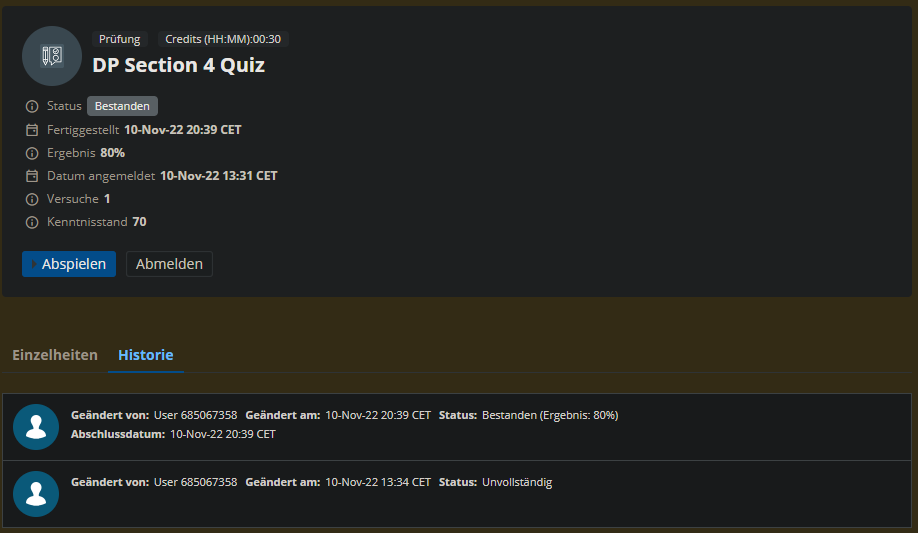 Prüfung Credits (HH:MM):00:30
DP Section 4 Quiz
Status Bestanden
Fertiggestellt 10-Nov-22 20:39 CET
Ergebnis 80%
Datum angemeldet 10-Nov-22 13:31 CET
Versuche 1
Kenntnisstand 70
Abspielen Abmelden
Einzelheiten Historie
Geändert von: User 685067358 Geändert am: 10-Nov-22 20:39 CET Status: Bestanden (Ergebnis: 80%)
Abschlussdatum: 10-Nov-22 20:39 CET
Geändert von: User 685067358 Geändert am: 10-Nov-22 13:34 CET Status: Unvollständig